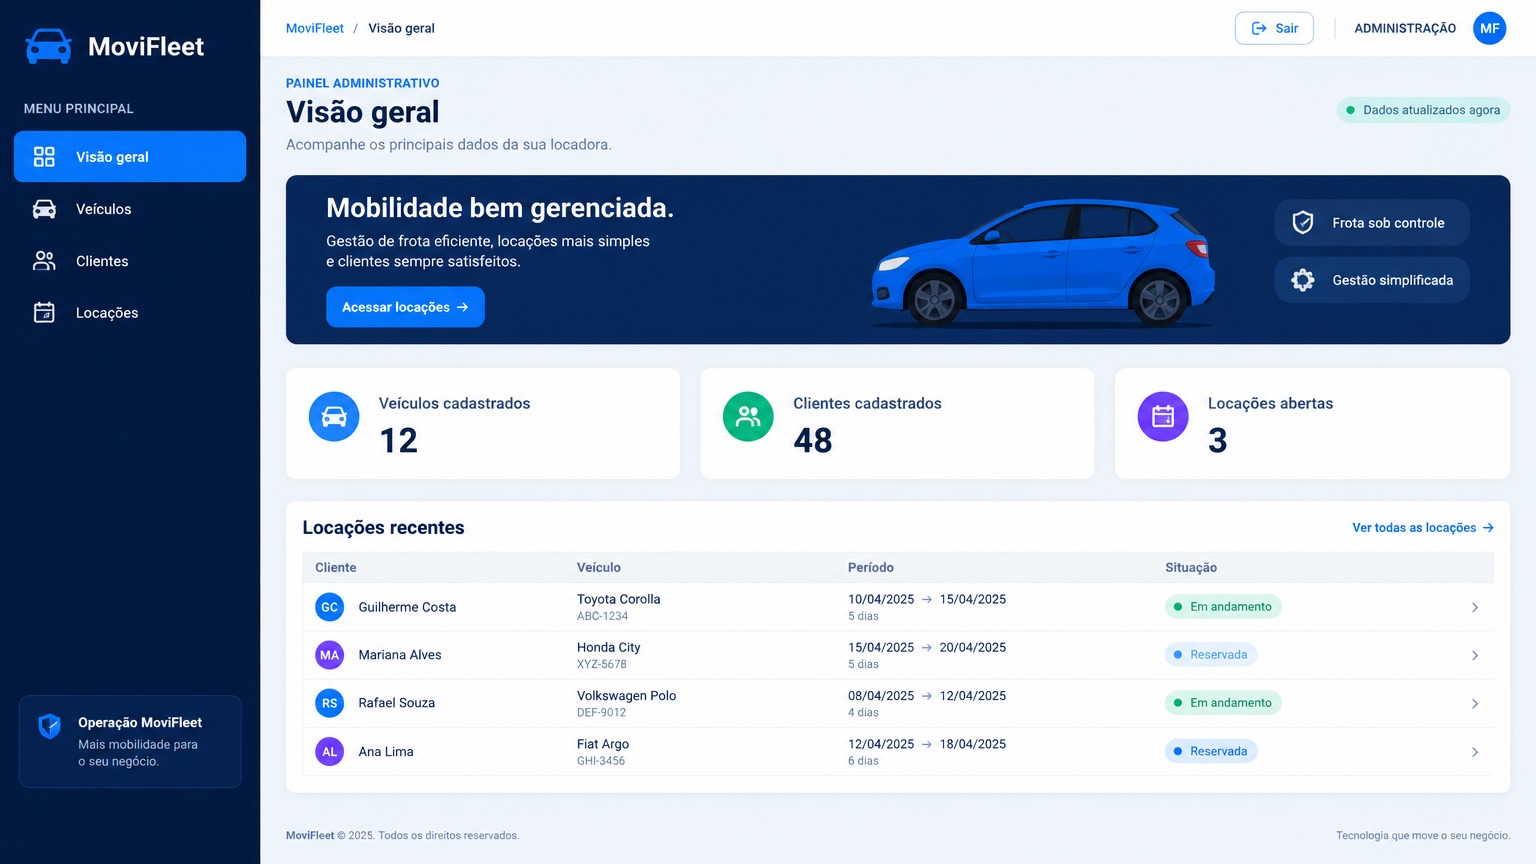 MoviFleet
MENU PRINCIPAL
Visão geral
Veículos
Clientes
Locações
Operação MoviFleet
Mais mobilidade para
o seu negócio.
MoviFleet / Visão geral
Sair
ADMINISTRAÇÃO
MF
PAINEL ADMINISTRATIVO
Visão geral
Acompanhe os principais dados da sua locadora.
Dados atualizados agora
Mobilidade bem gerenciada.
Gestão de frota eficiente, locações mais simples
e clientes sempre satisfeitos.
Acessar locações →
Frota sob controle
Gestão simplificada
Veículos cadastrados
12
Clientes cadastrados
48
Locações abertas
3
Locações recentes
Ver todas as locações →
Cliente Veículo Período Situação
GC Guilherme Costa Toyota Corolla 10/04/2025 → 15/04/2025 Em andamento
ABC-1234 5 dias
MA Mariana Alves Honda City 15/04/2025 → 20/04/2025 Reservada
XYZ-5678 5 dias
RS Rafael Souza Volkswagen Polo 08/04/2025 → 12/04/2025 Em andamento
DEF-9012 4 dias
AL Ana Lima Fiat Argo 12/04/2025 → 18/04/2025 Reservada
GHI-3456 6 dias
MoviFleet © 2025. Todos os direitos reservados.
Tecnologia que move o seu negócio.